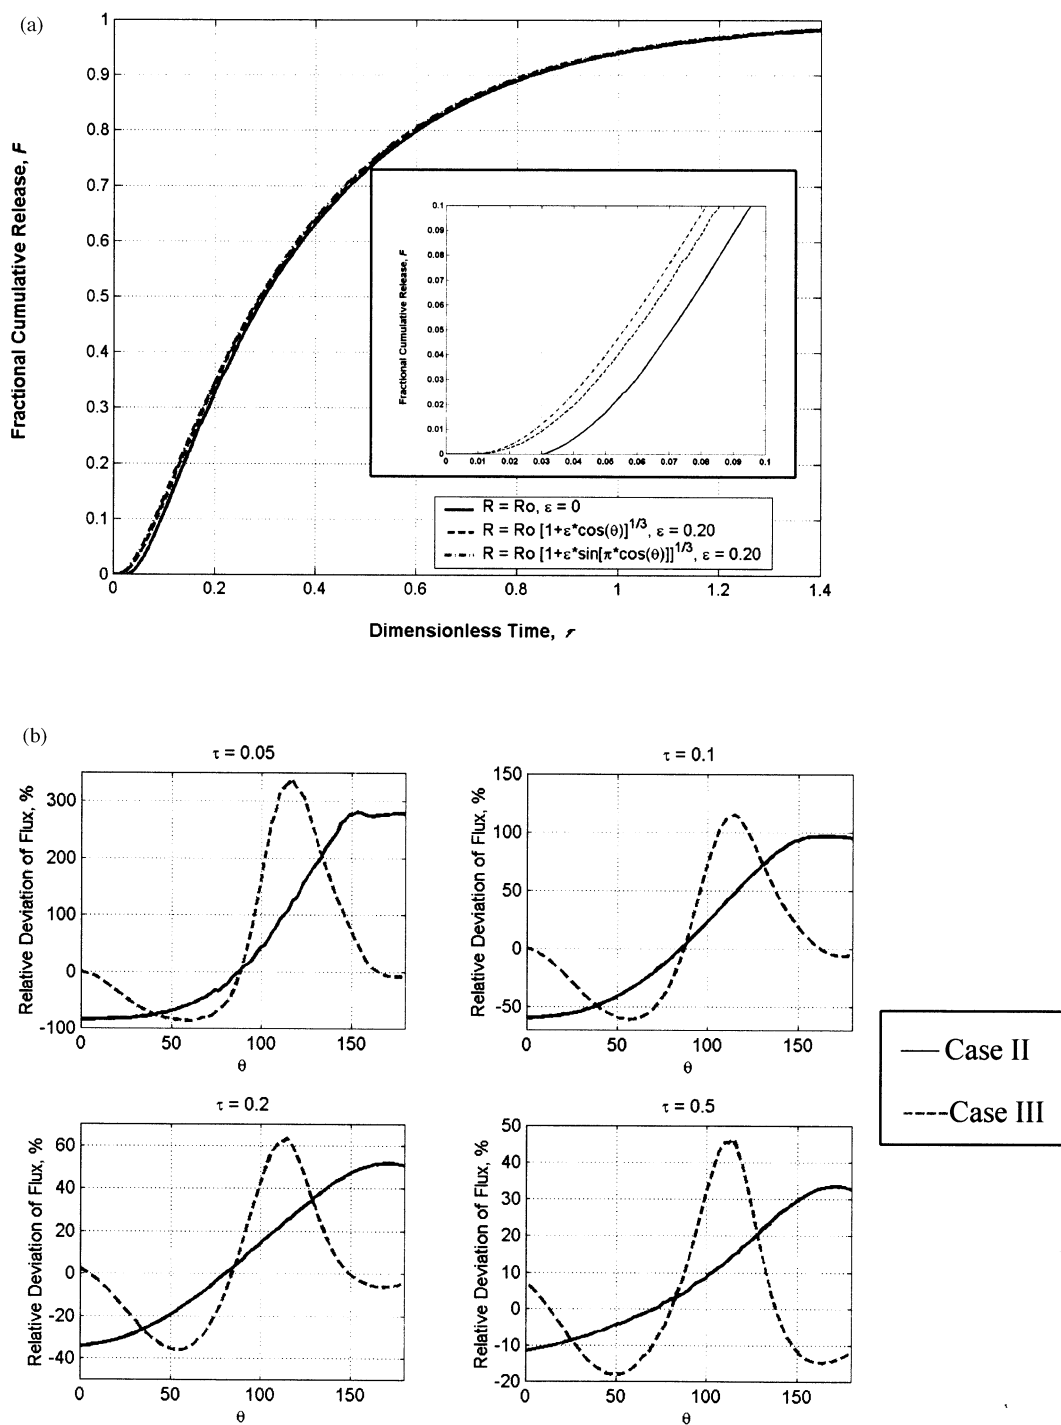 (a)
1
0.9
0.8
0.7
0.6
0.5
0.4
0.3
0.2
0.1
0
Fractional Cumulative Release, F
0.1
0.09
0.08
0.07
0.06
0.05
0.04
0.03
0.02
0.01
0
Fractional Cumulative Release, F
0 0.01 0.02 0.03 0.04 0.05 0.06 0.07 0.08 0.09 0.1
R = Ro, ε = 0
R = Ro [1+ε*cos(θ)]^1/3, ε = 0.20
R = Ro [1+ε*sin[π*cos(θ)]]^1/3, ε = 0.20
0.2 0.4 0.6 0.8 1 1.2 1.4
Dimensionless Time, τ
(b)
τ = 0.05
Relative Deviation of Flux, %
300
200
100
0
-100
0 50 100 150
θ
τ = 0.1
Relative Deviation of Flux, %
150
100
50
0
-50
0 50 100 150
θ
Case II
Case III
τ = 0.2
Relative Deviation of Flux, %
60
40
20
0
-20
-40
0 50 100 150
θ
τ = 0.5
Relative Deviation of Flux, %
50
40
30
20
10
0
-10
-20
0 50 100 150
θ